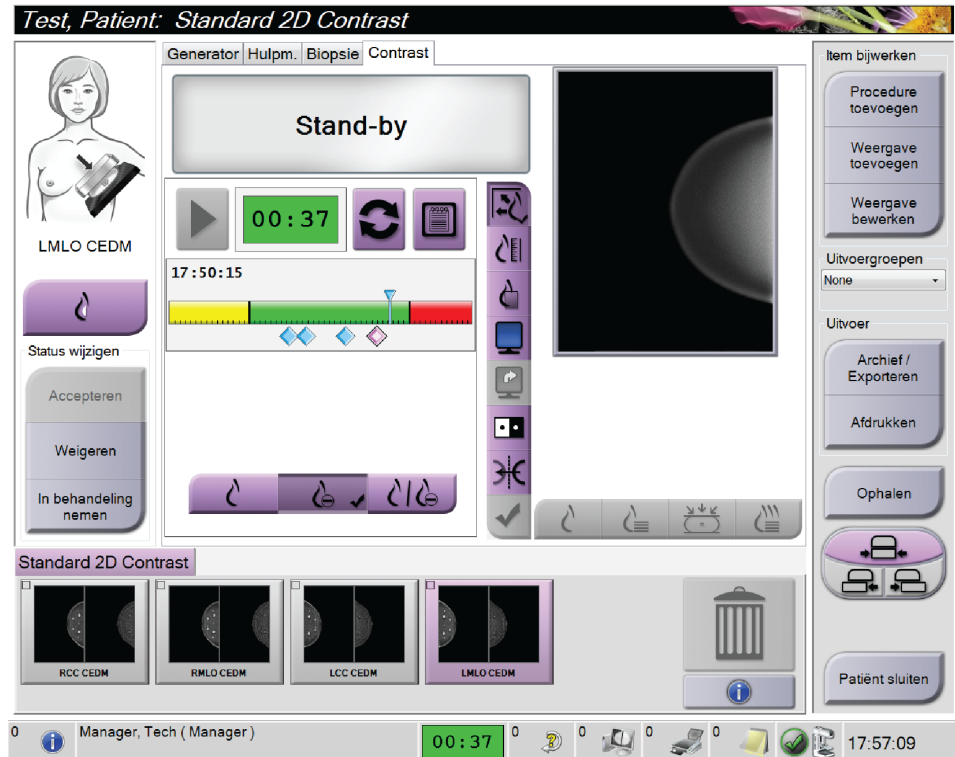 Test, Patient: Standard 2D Contrast
Generator Hulpm. Biopsie Contrast
Stand-by
00:37
17:50:15
LMLO CEDM
Status wijzigen
Accepteren
Weigeren
In behandeling
nemen
Item bijwerken
Procedure
toevoegen
Weergave
toevoegen
Weergave
bewerken
Uitvoergroepen
None
Uitvoer
Archief /
Exporteren
Afdrukken
Ophalen
Patiënt sluiten
Standard 2D Contrast
RCC CEDM
RMLO CEDM
LCC CEDM
LMLO CEDM
0 Manager, Tech ( Manager ) 00:37 0 0 0 0 17:57:09